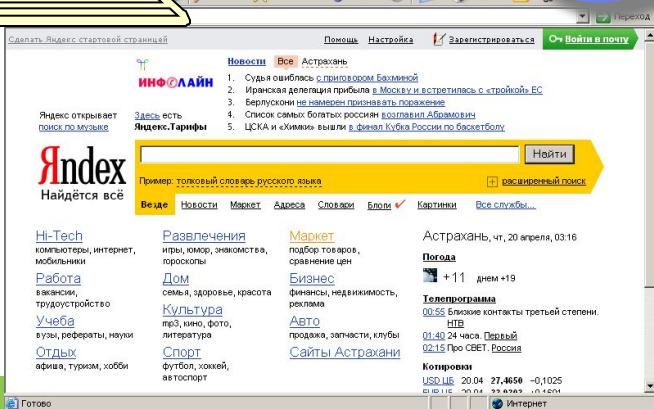 Переход
Сделать Яндекс стартовой страницей
Помощь Настройка Зарегистрироваться Войти в почту
Новости Все Астрахань
ИНФОЛАЙН
1. Судья ошиблась с приговором Бахминой
2. Иранская делегация прибыла в Москву и встретилась с «тройкой» ЕС
3. Берлускони не намерен признавать поражение
4. Список самых богатых россиян возглавил Абрамович
5. ЦСКА и «Химки» вышли в финал Кубка России по баскетболу
Яндекс открывает
поиск по музыке
Здесь есть
Яндекс.Тарифы
Яndex
Найдётся всё
Найти
Пример: толковый словарь русского языка
расширенный поиск
Везде Новости Маркет Адреса Словари Блоги Картинки Все службы...
Hi-Tech
компьютеры, интернет,
мобильники
Работа
вакансии,
трудоустройство
Учеба
вузы, рефераты, науки
Отдых
афиша, туризм, хобби
Развлечения
игры, юмор, знакомства,
гороскопы
Дом
семья, здоровье, красота
Культура
mp3, кино, фото,
литература
Спорт
футбол, хоккей,
автоспорт
Маркет
подбор товаров,
сравнение цен
Бизнес
финансы, недвижимость,
реклама
Авто
продажа, запчасти, клубы
Сайты Астрахани
Астрахань, чт, 20 апреля, 03:16
Погода
+11 днем +19
Телепрограмма
00:55 Близкие контакты третьей степени.
НТВ
01:40 24 часа. Первый
02:15 Про СВЕТ. Россия
Котировки
USD ЦБ 20.04 27,4650 -0,1025
Готово
Интернет